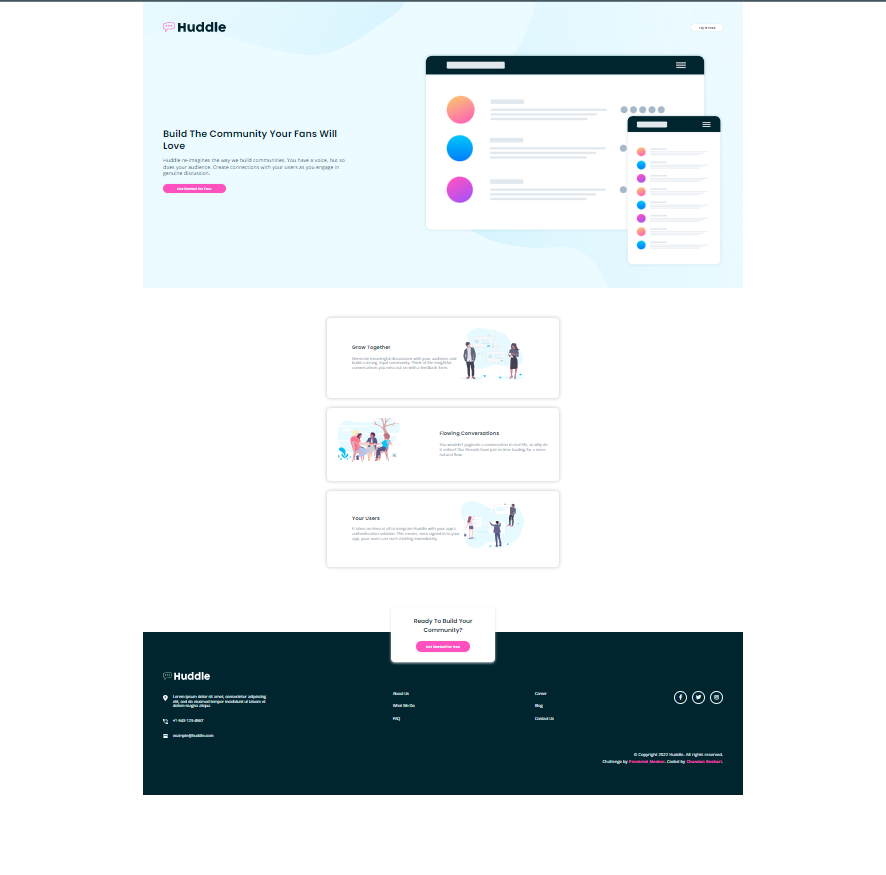 Huddle
Try It Free
Build The Community Your Fans Will
Love
Huddle re-imagines the way we build communities. You have a voice, but so
does your audience. Create connections with your users as you engage in
genuine discussion.
Get Started For Free
Grow Together
Generate meaningful discussions with your audience and
build a strong, loyal community. Think of the insightful
conversations you miss out on with a feedback form.
Flowing Conversations
You wouldn't paginate a conversation in real life, so why do
it online? Our threads have just-in-time loading for a more
natural flow.
Your Users
It takes no time at all to integrate Huddle with your app's
authentication solution. This means, once signed in to your
app, your users can start chatting immediately.
Ready To Build Your
Community?
Get Started For Free
Huddle
Lorem ipsum dolor sit amet, consectetur adipiscing
elit, sed do eiusmod tempor incididunt ut labore et
dolore magna aliqua
+1-543-123-4567
example@huddle.com
About Us
What We Do
FAQ
Career
Blog
Contact Us
© Copyright 2022 Huddle. All rights reserved.
Challenge by Frontend Mentor. Coded by